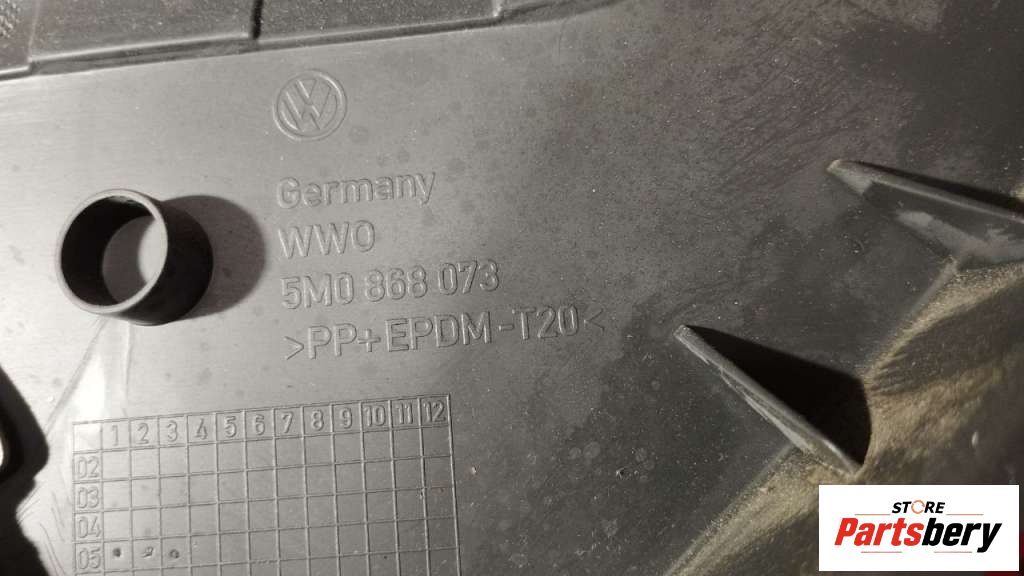 VW
Germany
WWO
5M0 868 073
>PP+EPDM-T20<
1 2 3 4 5 6 7 8 9 10 11 12
02
03
04
05
STORE
Partsbery